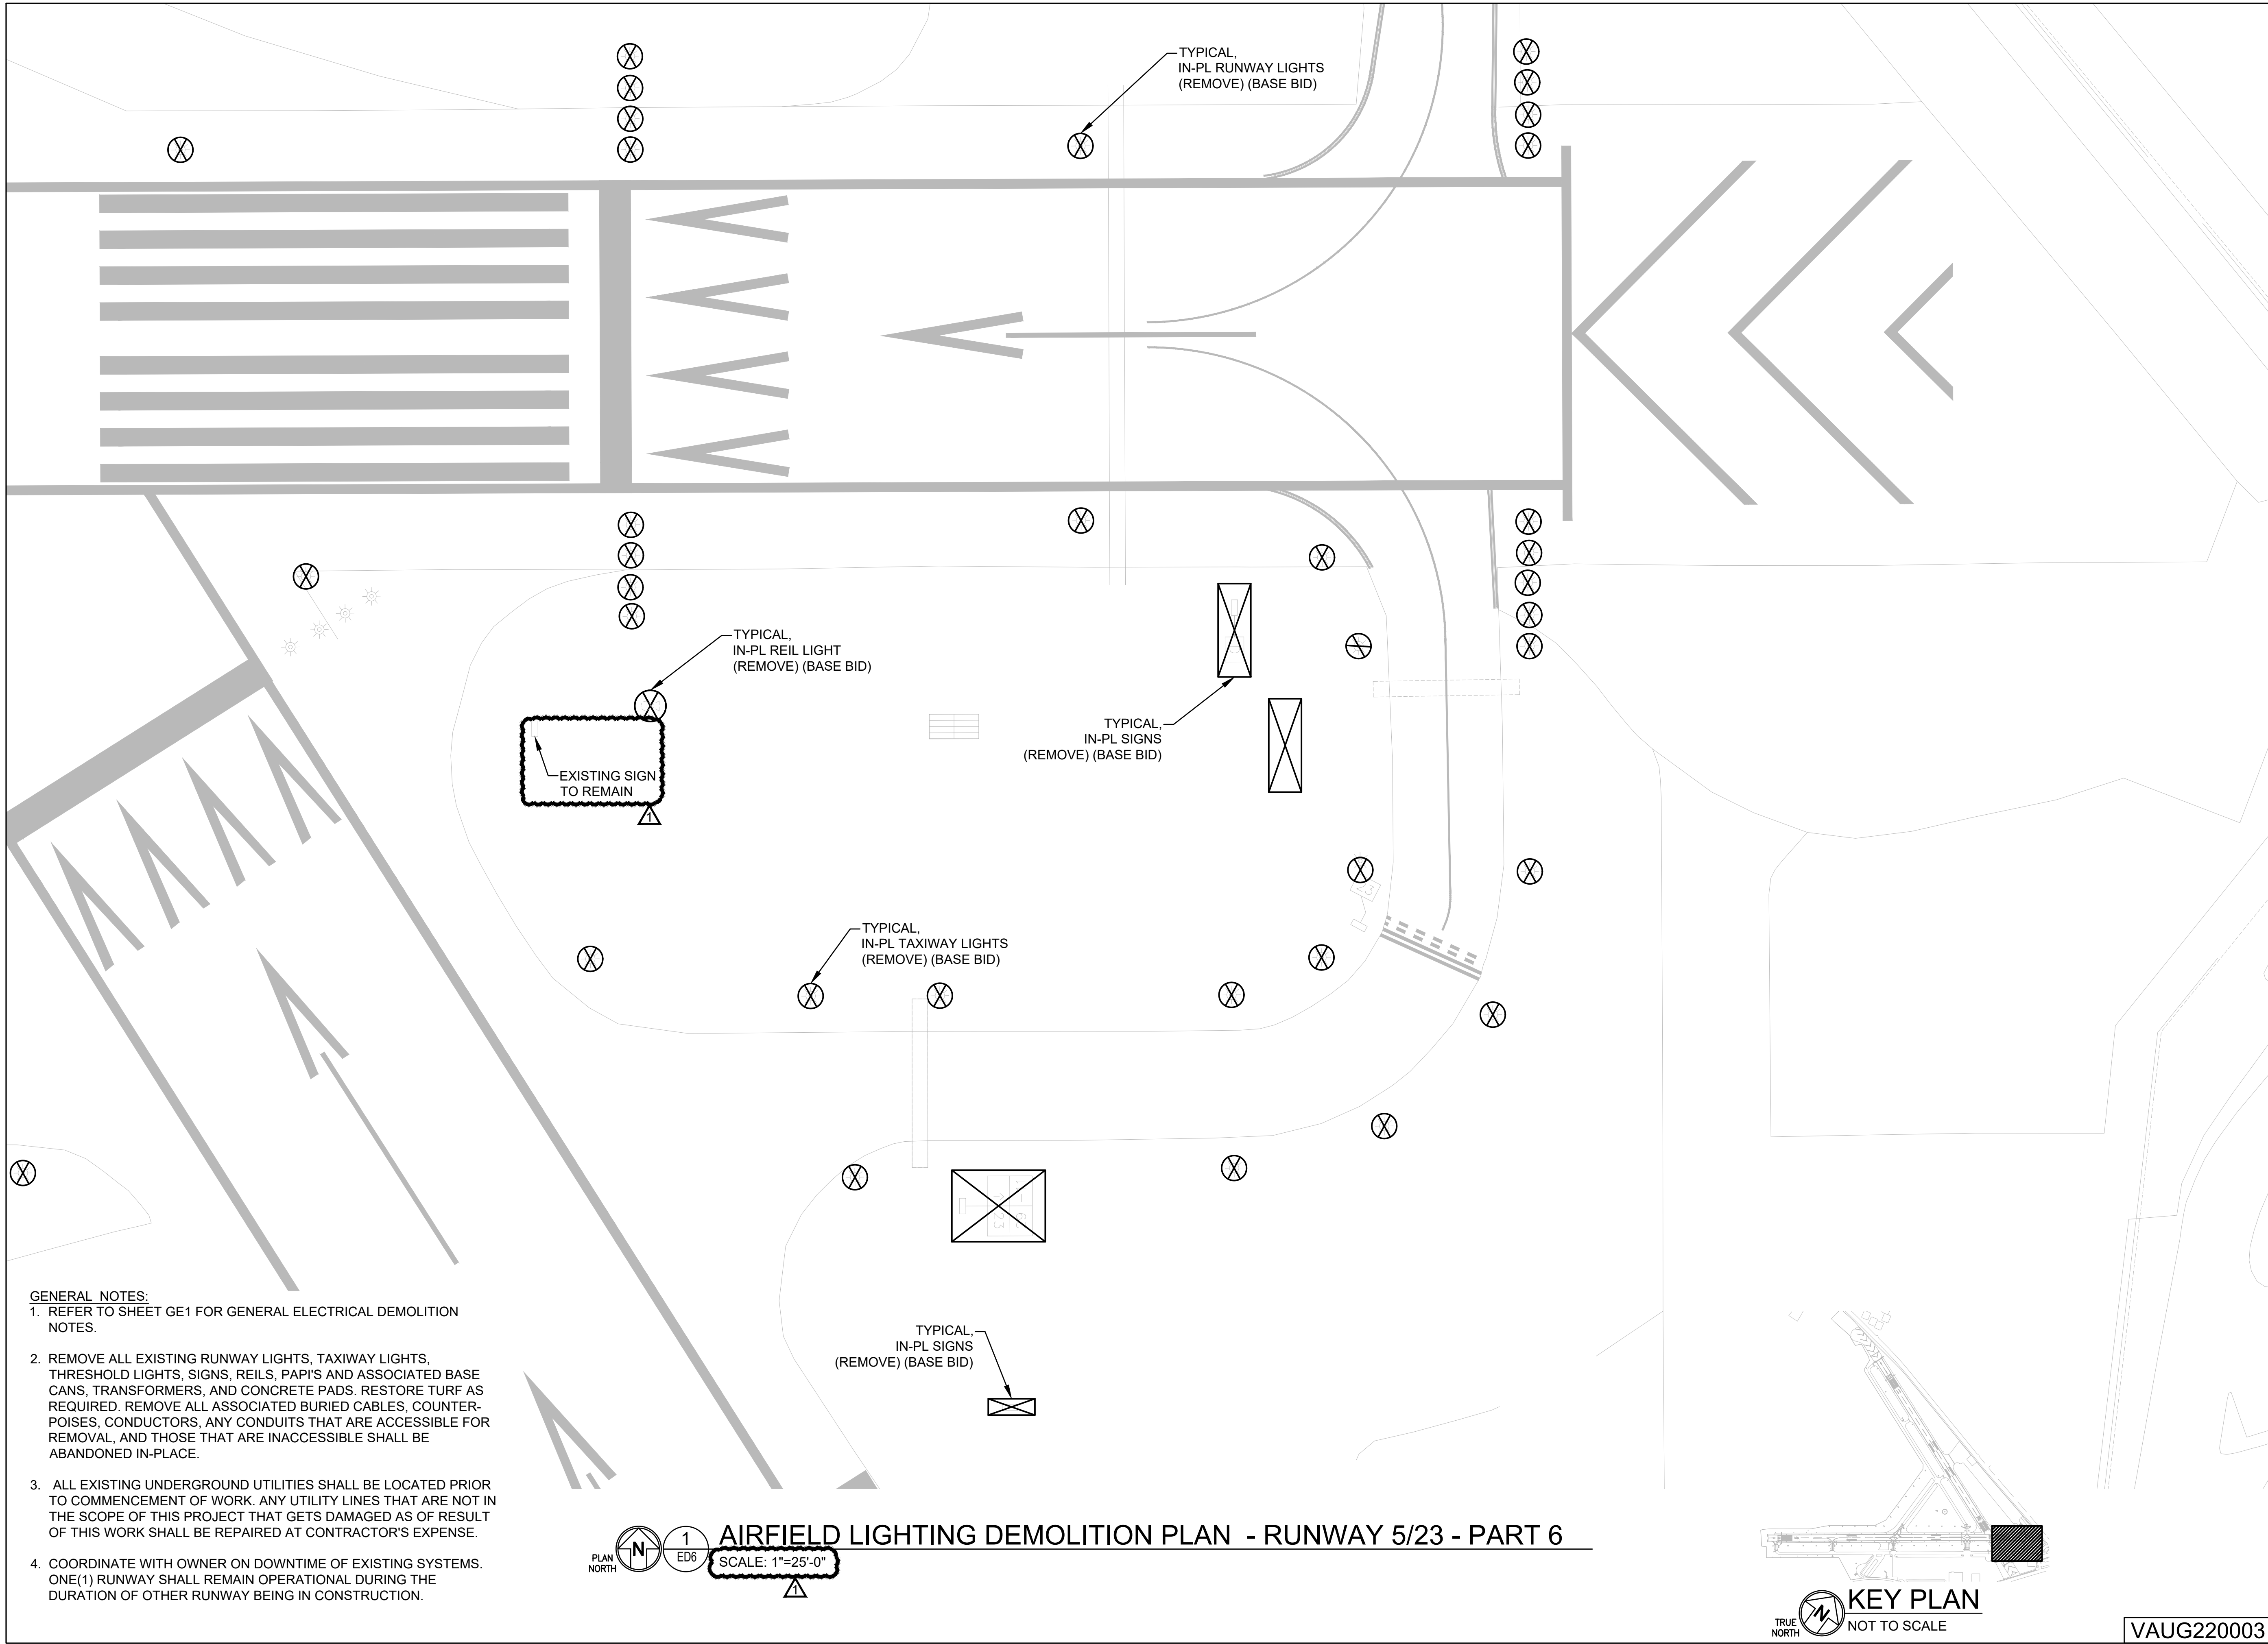 TYPICAL,
IN-PL RUNWAY LIGHTS
(REMOVE) (BASE BID)
TYPICAL,
IN-PL REIL LIGHT
(REMOVE) (BASE BID)
TYPICAL,
IN-PL SIGNS
(REMOVE) (BASE BID)
EXISTING SIGN
TO REMAIN
1
23
TYPICAL,
IN-PL TAXIWAY LIGHTS
(REMOVE) (BASE BID)
TYPICAL,
IN-PL SIGNS
(REMOVE) (BASE BID)
GENERAL NOTES:
1. REFER TO SHEET GE1 FOR GENERAL ELECTRICAL DEMOLITION
NOTES.
2. REMOVE ALL EXISTING RUNWAY LIGHTS, TAXIWAY LIGHTS,
THRESHOLD LIGHTS, SIGNS, REILS, PAPI'S AND ASSOCIATED BASE
CANS, TRANSFORMERS, AND CONCRETE PADS. RESTORE TURF AS
REQUIRED. REMOVE ALL ASSOCIATED BURIED CABLES, COUNTER-
POISES, CONDUCTORS, ANY CONDUITS THAT ARE ACCESSIBLE FOR
REMOVAL, AND THOSE THAT ARE INACCESSIBLE SHALL BE
ABANDONED IN-PLACE.
3. ALL EXISTING UNDERGROUND UTILITIES SHALL BE LOCATED PRIOR
TO COMMENCEMENT OF WORK. ANY UTILITY LINES THAT ARE NOT IN
THE SCOPE OF THIS PROJECT THAT GETS DAMAGED AS OF RESULT
OF THIS WORK SHALL BE REPAIRED AT CONTRACTOR'S EXPENSE.
4. COORDINATE WITH OWNER ON DOWNTIME OF EXISTING SYSTEMS.
ONE(1) RUNWAY SHALL REMAIN OPERATIONAL DURING THE
DURATION OF OTHER RUNWAY BEING IN CONSTRUCTION.
PLAN
NORTH
N
1
ED6
AIRFIELD LIGHTING DEMOLITION PLAN - RUNWAY 5/23 - PART 6
SCALE: 1"=25'-0"
1
TRUE
NORTH
N
KEY PLAN
NOT TO SCALE
VAUG220003